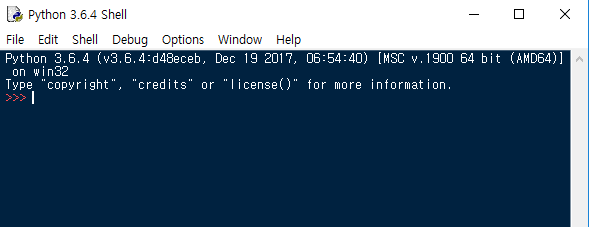 Python 3.6.4 Shell
File Edit Shell Debug Options Window Help
Python 3.6.4 (v3.6.4:d48eceb, Dec 19 2017, 06:54:40) [MSC v.1900 64 bit (AMD64)]
 on win32
Type "copyright", "credits" or "license()" for more information.
>>>